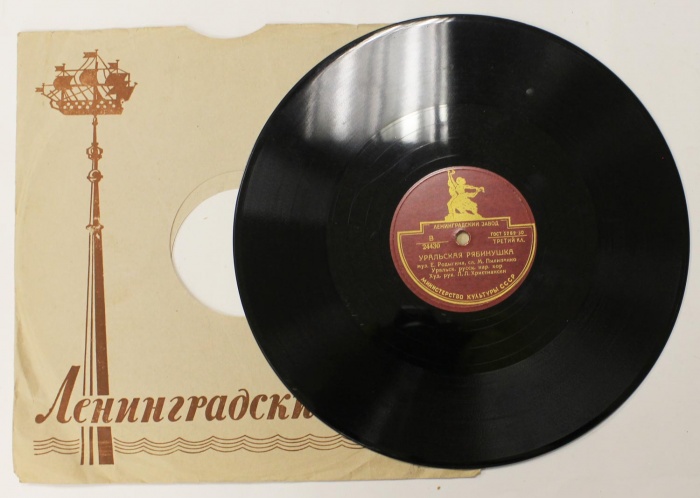 Ленинградски
ЛЕНИНГРАДСКИЙ ЗАВОД
В
24430
ГОСТ 5289-50
ТРЕТИЙ КЛ.
УРАЛЬСКАЯ РЯБИНУШКА
муз. Е. Родыгина, сл. М. Пилипенко
Уральск. русск. нар. хор
Худ. рук. Л. Л. Христиансен
МИНИСТЕРСТВО КУЛЬТУРЫ СССР